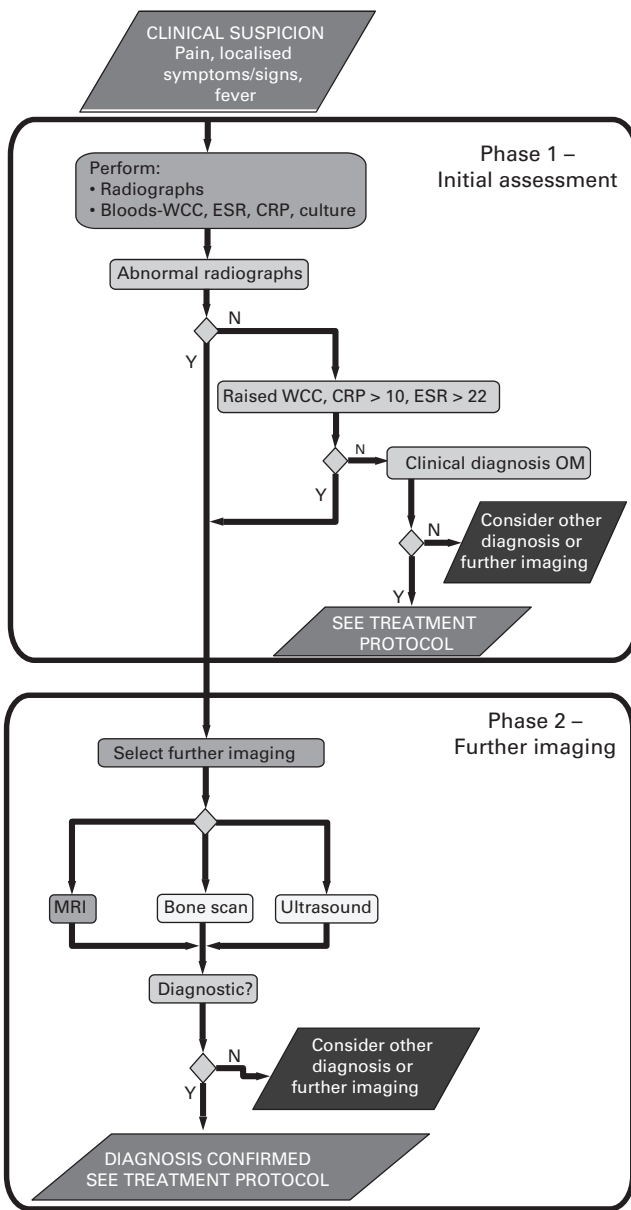 CLINICAL SUSPICION
Pain, localised
symptoms/signs,
fever
Phase 1 –
Initial assessment
Perform:
• Radiographs
• Bloods-WCC, ESR, CRP, culture
Abnormal radiographs
N
Y
Raised WCC, CRP > 10, ESR > 22
N
Y
Clinical diagnosis OM
N
Y
Consider other
diagnosis or
further imaging
SEE TREATMENT
PROTOCOL
Phase 2 –
Further imaging
Select further imaging
MRI
Bone scan
Ultrasound
Diagnostic?
N
Y
Consider other
diagnosis or
further imaging
DIAGNOSIS CONFIRMED
SEE TREATMENT PROTOCOL